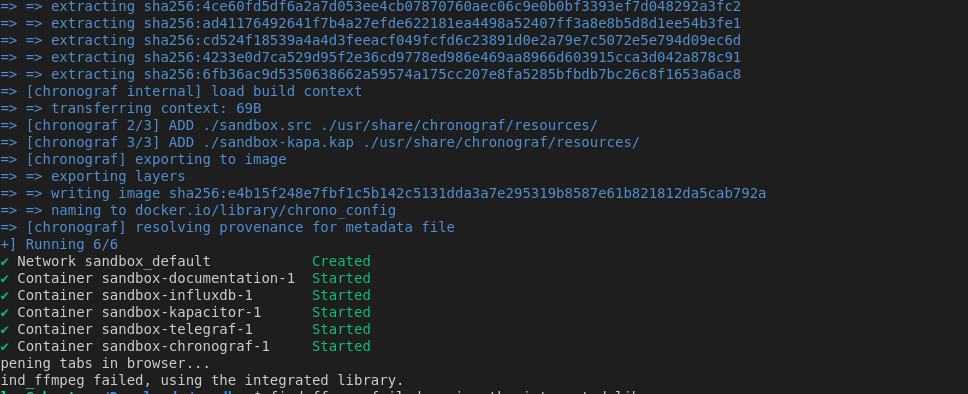 => => extracting sha256:4ce60fd5df6a2a7d053ee4cb07870760aec06c9e0b0bf3393ef7d048292a3fc2
=> => extracting sha256:ad41176492641f7b4a27efde622181ea4498a52407ff3a8e8b5d8d1ee54b3fe1
=> => extracting sha256:cd524f18539a4a4d3feeacf049fcfd6c23891d0e2a79e7c5072e5e794d09ec6d
=> => extracting sha256:4233e0d7ca529d95f2e36cd9778ed986e469aa8966d603915cca3d042a878c91
=> => extracting sha256:6fb36ac9d5350638662a59574a175cc207e8fa5285bfbdb7bc26c8f1653a6ac8
=> [chronograf internal] load build context
=> => transferring context: 69B
=> [chronograf 2/3] ADD ./sandbox.src ./usr/share/chronograf/resources/
=> [chronograf 3/3] ADD ./sandbox-kapa.kap ./usr/share/chronograf/resources/
=> [chronograf] exporting to image
=> => exporting layers
=> => writing image sha256:e4b15f248e7fbf1c5b142c5131dda3a7e295319b8587e61b821812da5cab792a
=> => naming to docker.io/library/chrono_config
=> [chronograf] resolving provenance for metadata file
+] Running 6/6
✔ Network sandbox_default Created
✔ Container sandbox-documentation-1 Started
✔ Container sandbox-influxdb-1 Started
✔ Container sandbox-kapacitor-1 Started
✔ Container sandbox-telegraf-1 Started
✔ Container sandbox-chronograf-1 Started
pening tabs in browser...
ind_ffmpeg failed, using the integrated library.